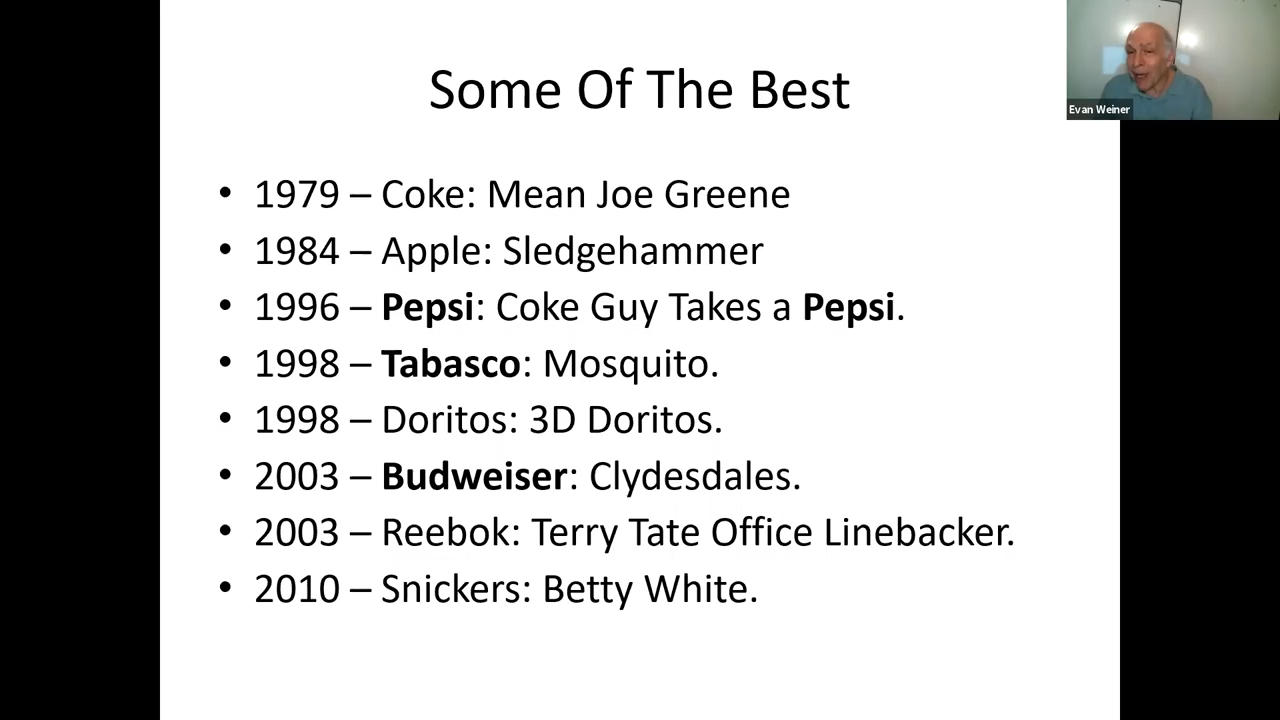 Some Of The Best
Evan Weiner
• 1979 – Coke: Mean Joe Greene
• 1984 – Apple: Sledgehammer
• 1996 – Pepsi: Coke Guy Takes a Pepsi.
• 1998 – Tabasco: Mosquito.
• 1998 – Doritos: 3D Doritos.
• 2003 – Budweiser: Clydesdales.
• 2003 – Reebok: Terry Tate Office Linebacker.
• 2010 – Snickers: Betty White.